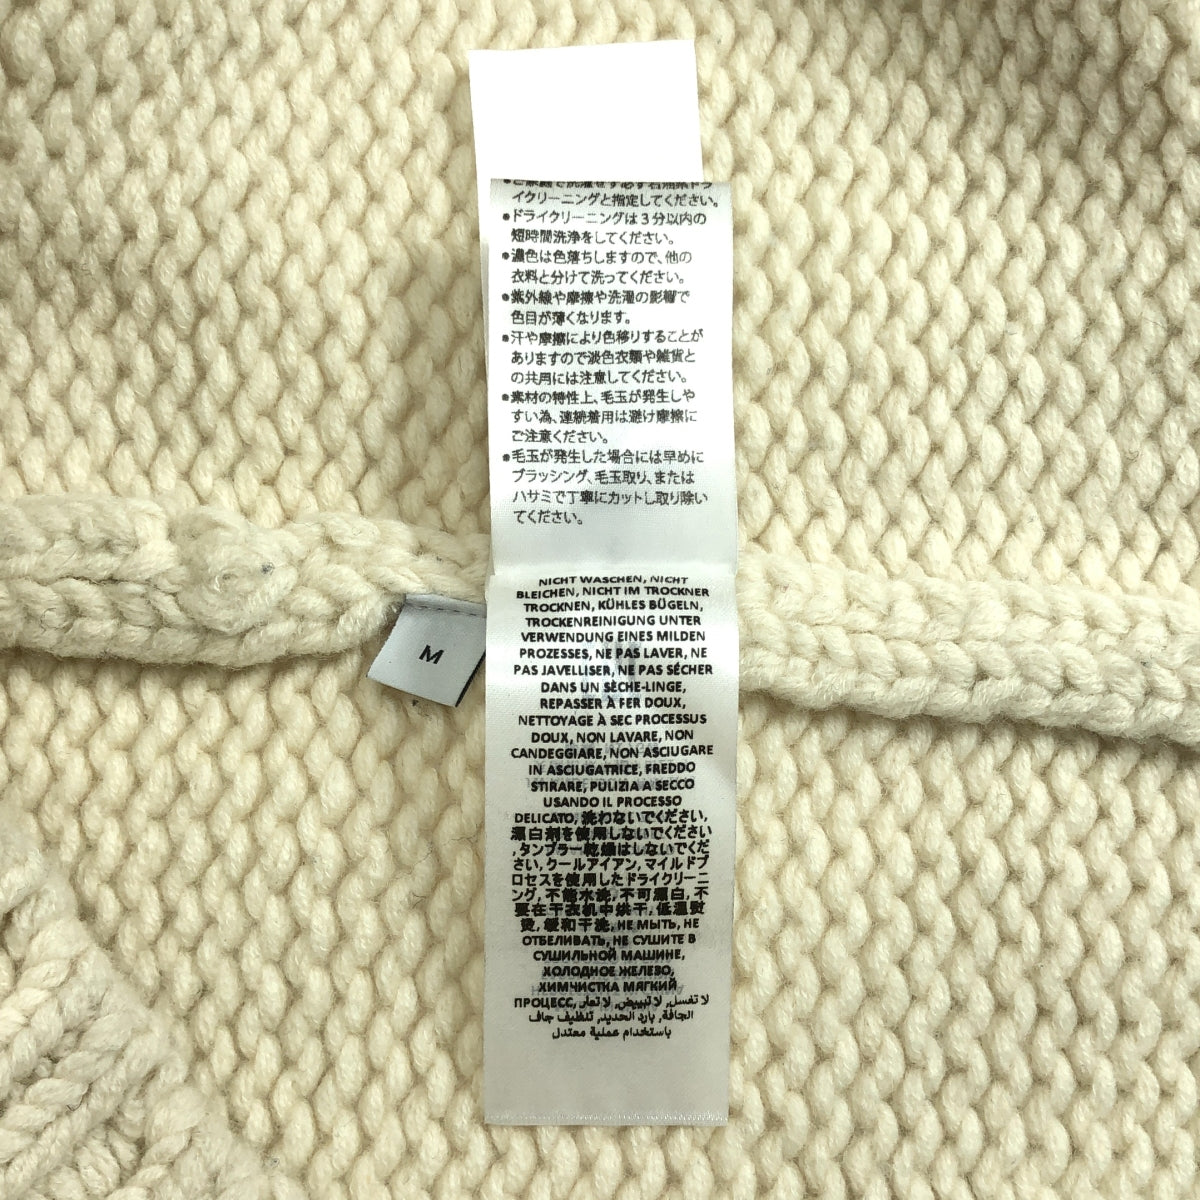 ご家庭で洗濯せず必ず石油系ドラ
イクリーニングと指定してください。
●ドライクリーニングは3分以内の
短時間洗浄をしてください。
●濃色は色落ちしますので、他の
衣料と分けて洗ってください。
●紫外線や摩擦や洗濯の影響で
色目が薄くなります。
●汗や摩擦により色移りすることが
ありますので淡色衣類や雑貨と
の共用には注意してください。
●素材の特性上、毛玉が発生しや
すい為、連続着用は避け摩擦に
ご注意ください。
●毛玉が発生した場合には早めに
ブラッシング、毛玉取り、または
ハサミで丁寧にカットし取り除い
てください。
NICHT WASCHEN, NICHT
BLEICHEN, NICHT IM TROCKNER
TROCKNEN, KÜHLES BÜGELN,
TROCKENREINIGUNG UNTER
VERWENDUNG EINES MILDEN
PROZESSES, NE PAS LAVER, NE
PAS JAVELLISER, NE PAS SÉCHER
DANS UN SÈCHE-LINGE,
REPASSER À FER DOUX,
NETTOYAGE À SEC PROCESSUS
DOUX, NON LAVARE, NON
CANDEGGIARE, NON ASCIUGARE
IN ASCIUGATRICE, FREDDO
STIRARE, PULIZIA A SECCO
USANDO IL PROCESSO
DELICATO, 洗わないでください,
漂白剤を使用しないでください
,タンブラー乾燥はしないでくだ
さい, クールアイアン, マイルドプ
ロセスを使用したドライクリーニ
ング, 不能水洗, 不可漂白, 不
要在干衣机中烘干, 低温熨
烫, 缓和干洗, НЕ МЫТЬ, НЕ
ОТБЕЛИВАТЬ, НЕ СУШИТЕ В
СУШИЛЬНОЙ МАШИНЕ,
ХОЛОДНОЕ ЖЕЛЕЗО,
ХИМЧИСТКА МЯГКИЙ
ПРОЦЕСС, لا تغسل, لا تبييض, لا تعار
الجافة, بارد الحديد, تنظيف جاف
باستخدام عملية معتدل
M